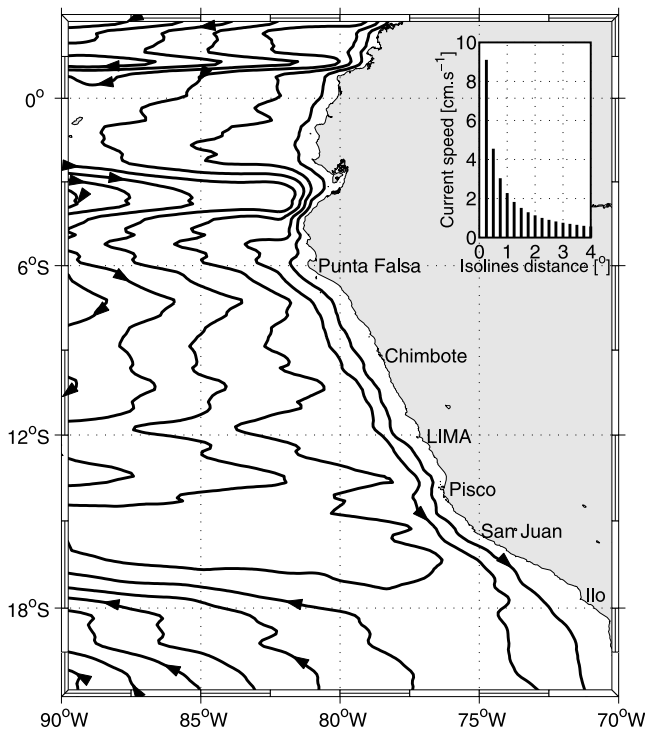 10
8
6
4
2
0
Current speed [cm.s⁻¹]
0 1 2 3 4
Isolines distance [°]
0°
6°S
12°S
18°S
Punta Falsa
Chimbote
LIMA
Pisco
San Juan
Ilo
90°W 85°W 80°W 75°W 70°W